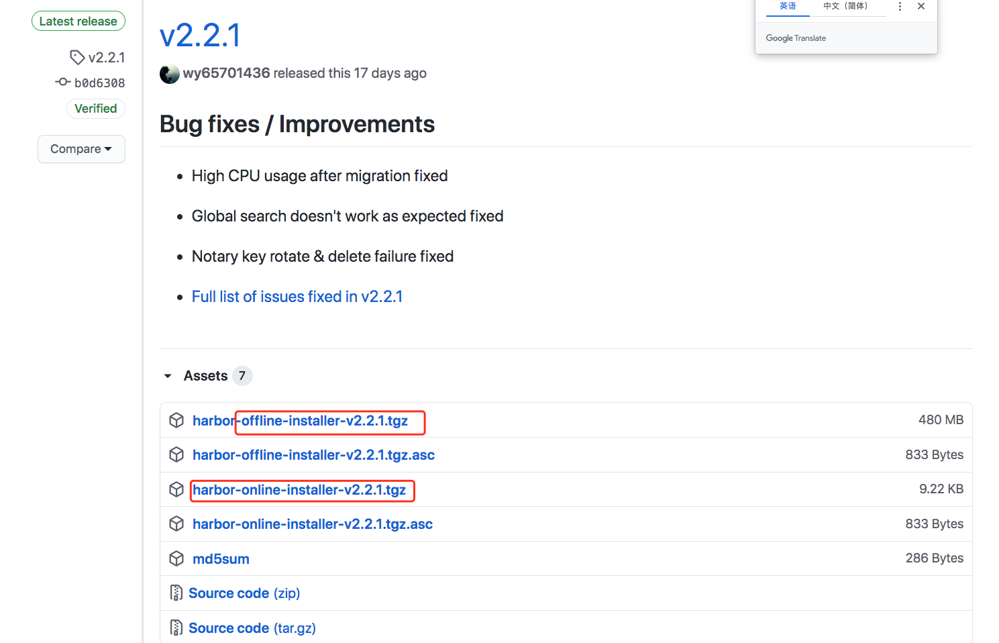 Latest release
v2.2.1
b0d6308
Verified
Compare
v2.2.1
wy65701436 released this 17 days ago
Bug fixes / Improvements
High CPU usage after migration fixed
Global search doesn't work as expected fixed
Notary key rotate & delete failure fixed
Full list of issues fixed in v2.2.1
Assets 7
harbor-offline-installer-v2.2.1.tgz 480 MB
harbor-offline-installer-v2.2.1.tgz.asc 833 Bytes
harbor-online-installer-v2.2.1.tgz 9.22 KB
harbor-online-installer-v2.2.1.tgz.asc 833 Bytes
md5sum 286 Bytes
Source code (zip)
Source code (tar.gz)
英语 中文（简体）
Google Translate